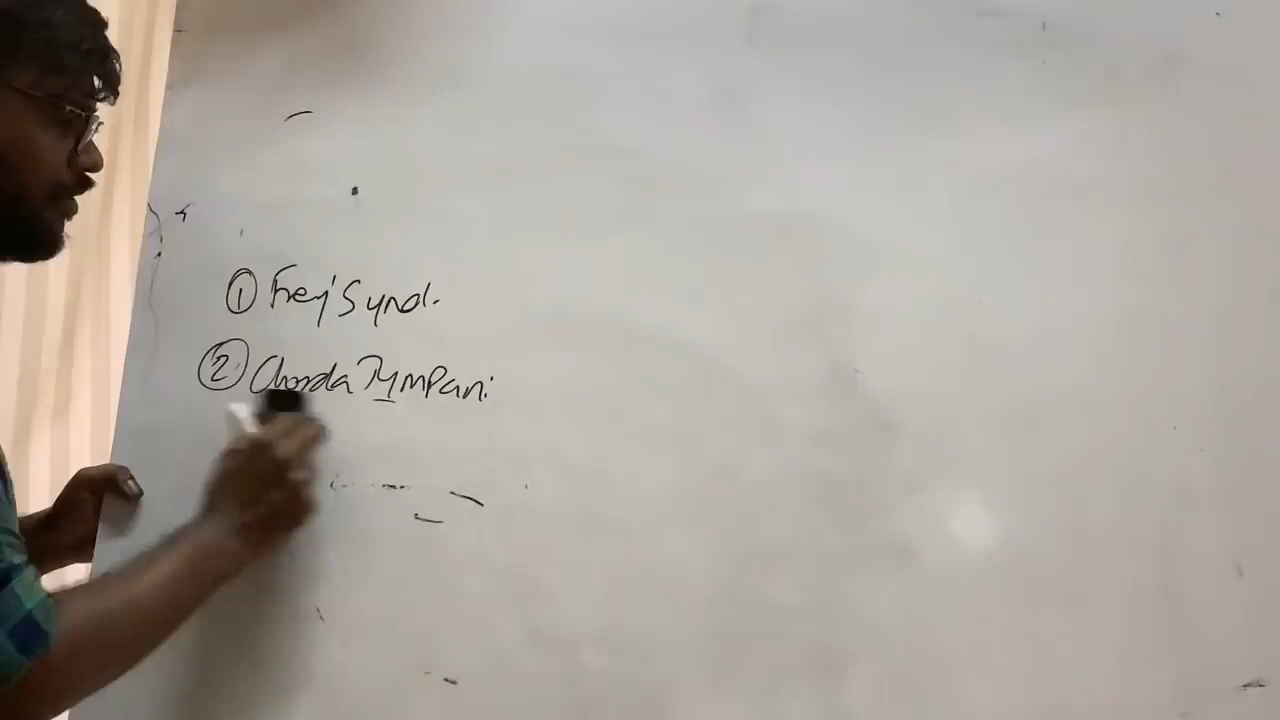 ① Frey's Synd.
② Chorda Tympani